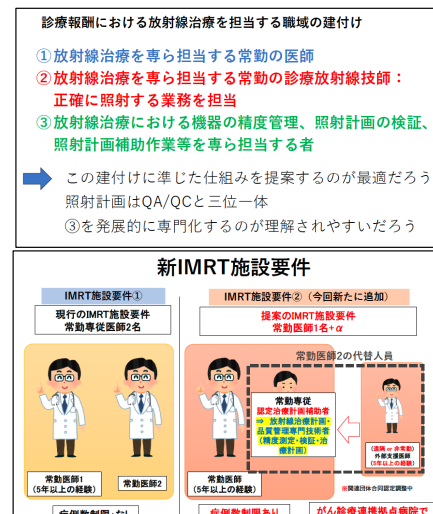 診療報酬における放射線治療を担当する職域の建付け
①放射線治療を専ら担当する常勤の医師
②放射線治療を専ら担当する常勤の診療放射線技師：
正確に照射する業務を担当
③放射線治療における機器の精度管理、照射計画の検証、
照射計画補助作業等を専ら担当する者
この建付けに準じた仕組みを提案するのが最適だろう
照射計画はQA/QCと三位一体
③を発展的に専門化するのが理解されやすいだろう
新IMRT施設要件
IMRT施設要件①
現行のIMRT施設要件
常勤専従医師2名
常勤医師1
(5年以上の経験)
常勤医師2
症例数制限：なし
IMRT施設要件②（今回新たに追加）
提案のIMRT施設要件
常勤医師1名+α
常勤医師2の代替人員
常勤専従
認定治療計画補助者
⇒ 放射線治療計画・
品質管理専門技術者
（精度測定・検証・治
療計画）
常勤医師
(5年以上の経験)
(遠隔 or 非常勤)
外部支援医師
(5年以上の経験)
※関連団体合同認定調整中
症例数制限あり
がん診療連携拠点病院で